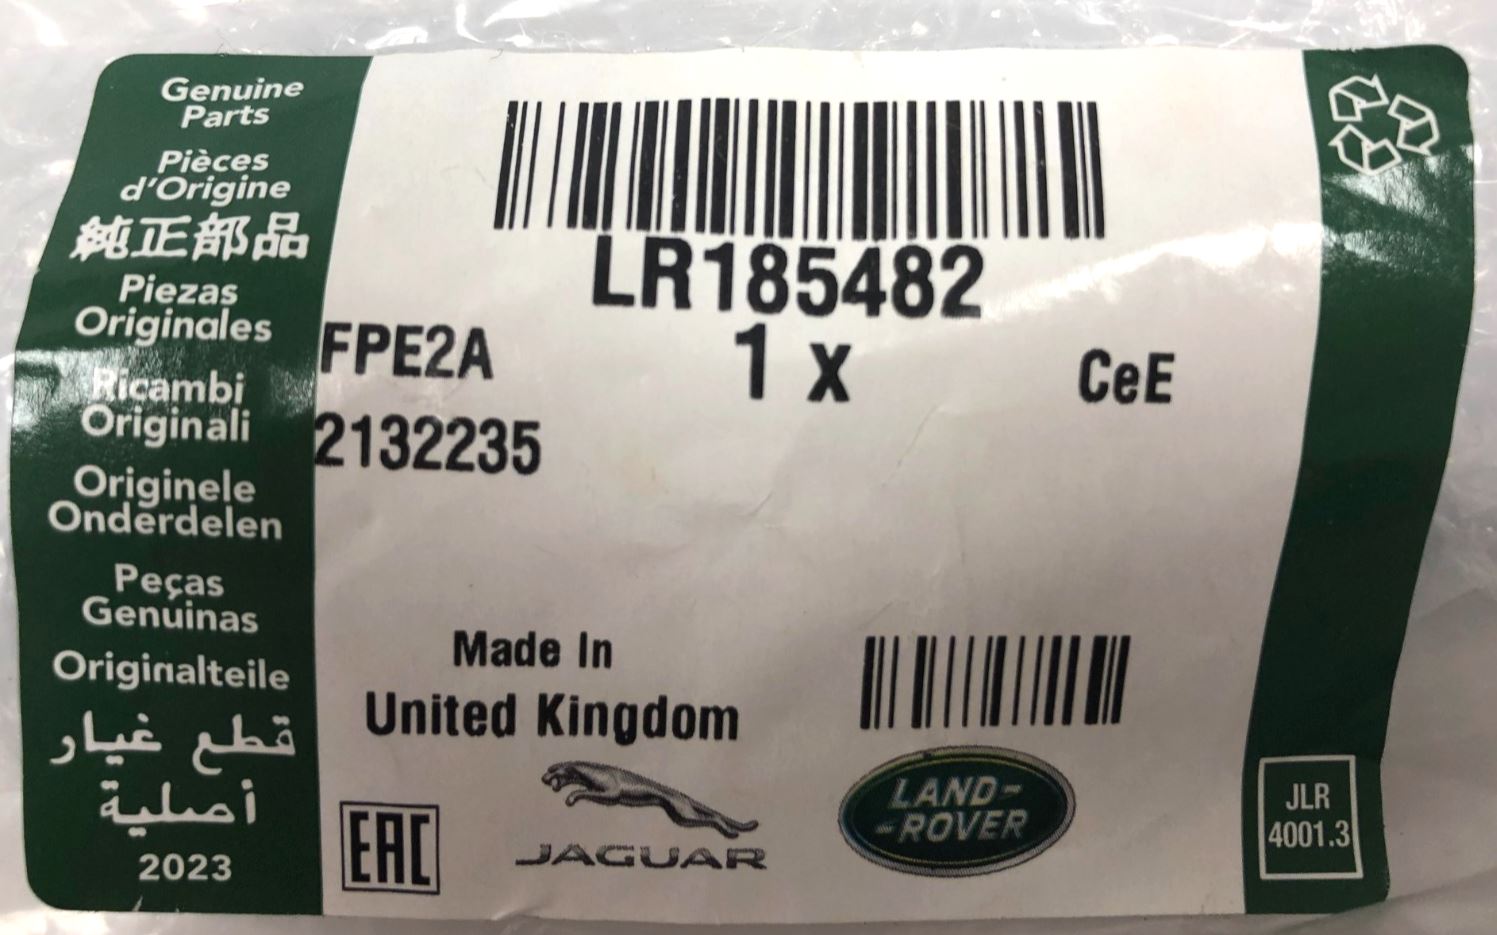 Genuine
Parts
Pièces
d'Origine
純正部品
Piezas
Originales
Ricambi
Originali
Originele
Onderdelen
Peças
Genuinas
Originalteile
قطع غيار
أصلية
2023
LR185482
FPE2A
1 x
CeE
2132235
Made In
United Kingdom
EAC
JAGUAR
LAND-
-ROVER
JLR
4001.3